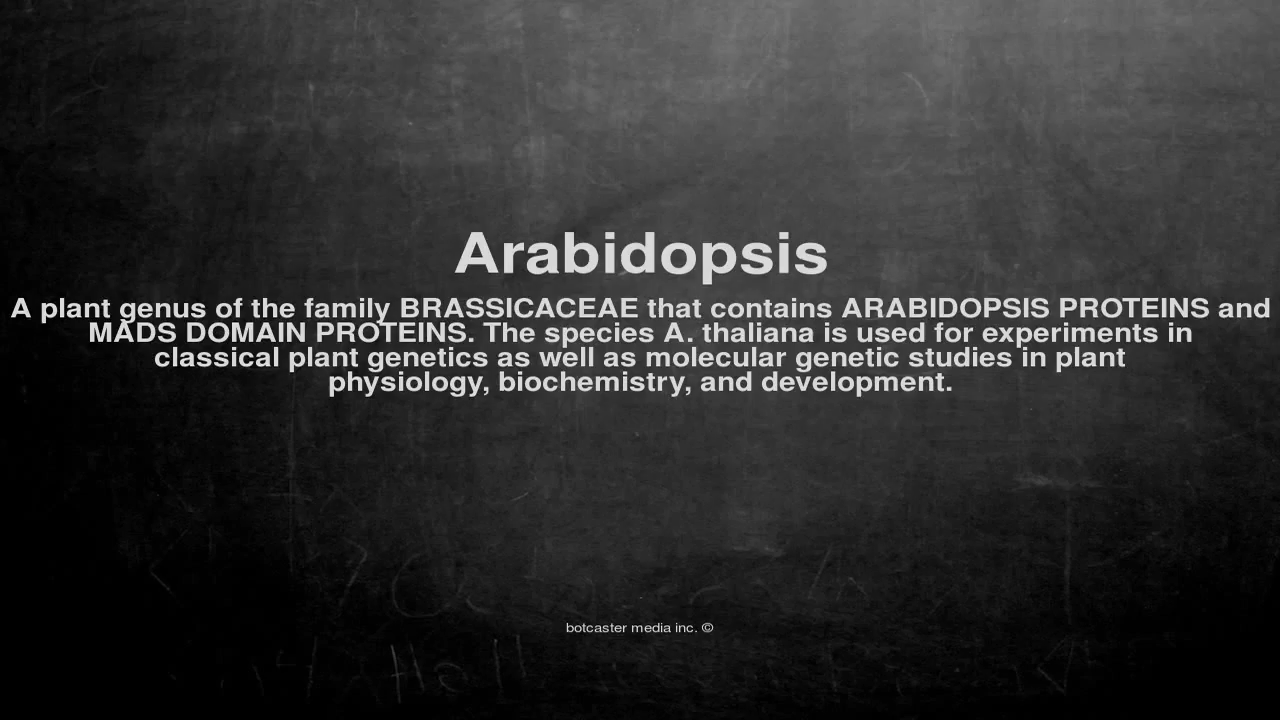 Arabidopsis
A plant genus of the family BRASSICACEAE that contains ARABIDOPSIS PROTEINS and
MADS DOMAIN PROTEINS. The species A. thaliana is used for experiments in
classical plant genetics as well as molecular genetic studies in plant
physiology, biochemistry, and development.
botcaster media inc. ©